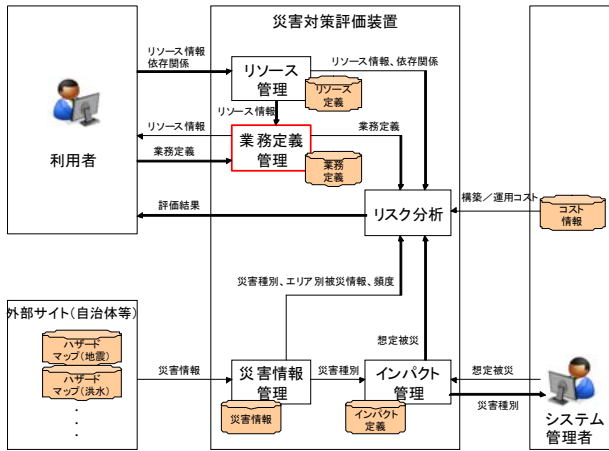 災害対策評価装置
リソース情報
依存関係
リソース
管理
リソース情報、依存関係
リソース
定義
リソース情報
リソース情報
業務定義
管理
業務定義
利用者
業務定義
業務
定義
評価結果
リスク分析
構築／運用コスト
コスト
情報
災害種別、エリア別被災情報、頻度
外部サイト(自治体等)
ハザード
マップ(地震)
ハザード
マップ(洪水)
・
・
・
想定被災
災害情報
災害情報
管理
災害種別
インパクト
管理
想定被災
災害種別
災害情報
インパクト
定義
システム
管理者